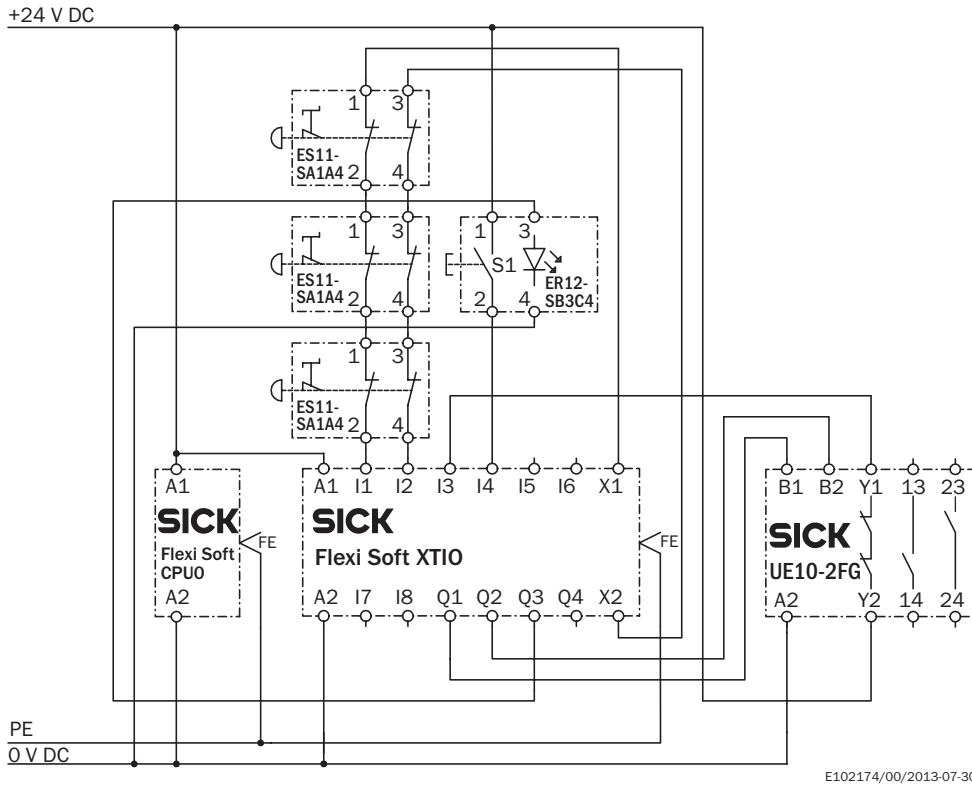 +24 V DC
1 3
ES11-
SA1A4 2 4
1 3
ES11-
SA1A4 2 4
1 3
S1
ER12-
SB3C4
2 4
1 3
ES11-
SA1A4 2 4
A1
SICK
Flexi Soft
CPU0
A2
FE
A1 I1 I2 I3 I4 I5 I6 X1
SICK
Flexi Soft XTIO
FE
A2 I7 I8 Q1 Q2 Q3 Q4 X2
B1 B2 Y1 13 23
SICK
UE10-2FG
A2 Y2 14 24
PE
0 V DC
E102174/00/2013-07-30